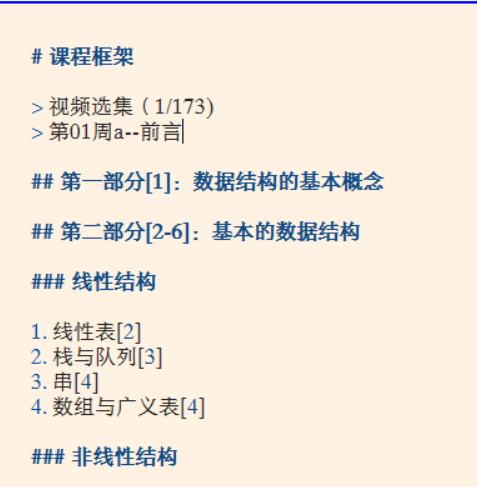 # 课程框架
> 视频选集（1/173)
> 第01周a--前言
## 第一部分[1]：数据结构的基本概念
## 第二部分[2-6]：基本的数据结构
### 线性结构
1. 线性表[2]
2. 栈与队列[3]
3. 串[4]
4. 数组与广义表[4]
### 非线性结构